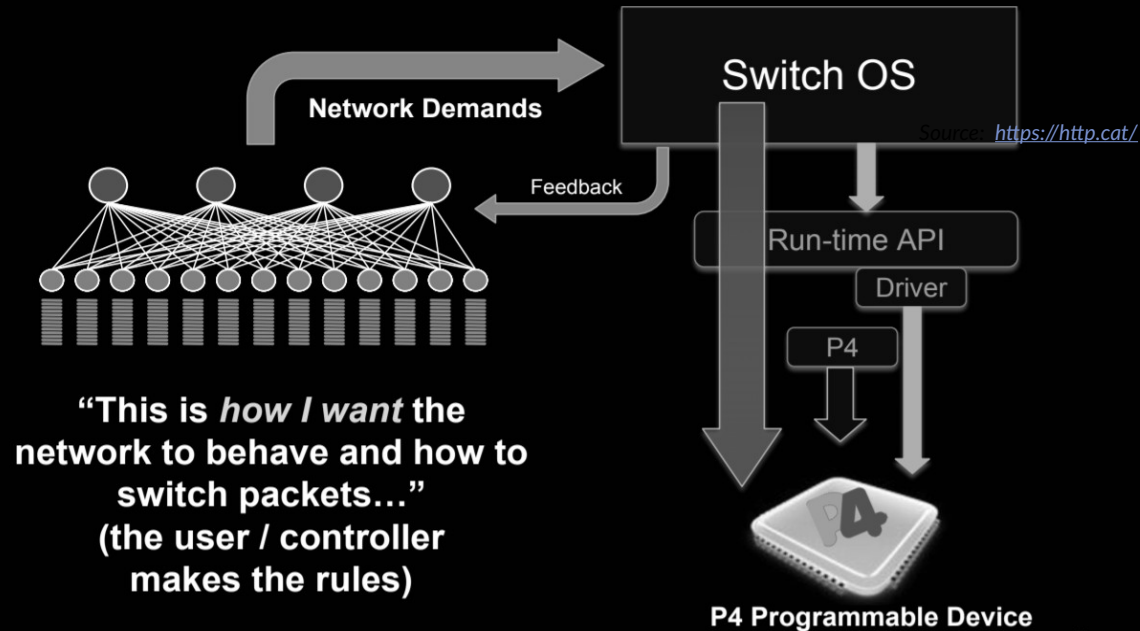 Switch OS
Network Demands
Source: https://http.cat/
Feedback
Run-time API
Driver
P4
“This is how I want the
network to behave and how to
switch packets…”
(the user / controller
makes the rules)
P4
P4 Programmable Device